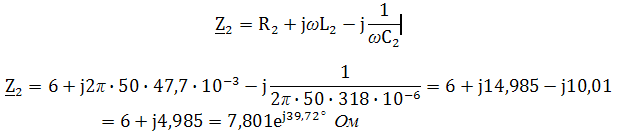 Z₂ = R₂ + jωL₂ − j 1/ωC₂
Z₂ = 6 + j2π · 50 · 47,7 · 10⁻³ − j 1/(2π · 50 · 318 · 10⁻⁶) = 6 + j14,985 − j10,01
= 6 + j4,985 = 7,801e^(j39,72°) Ом